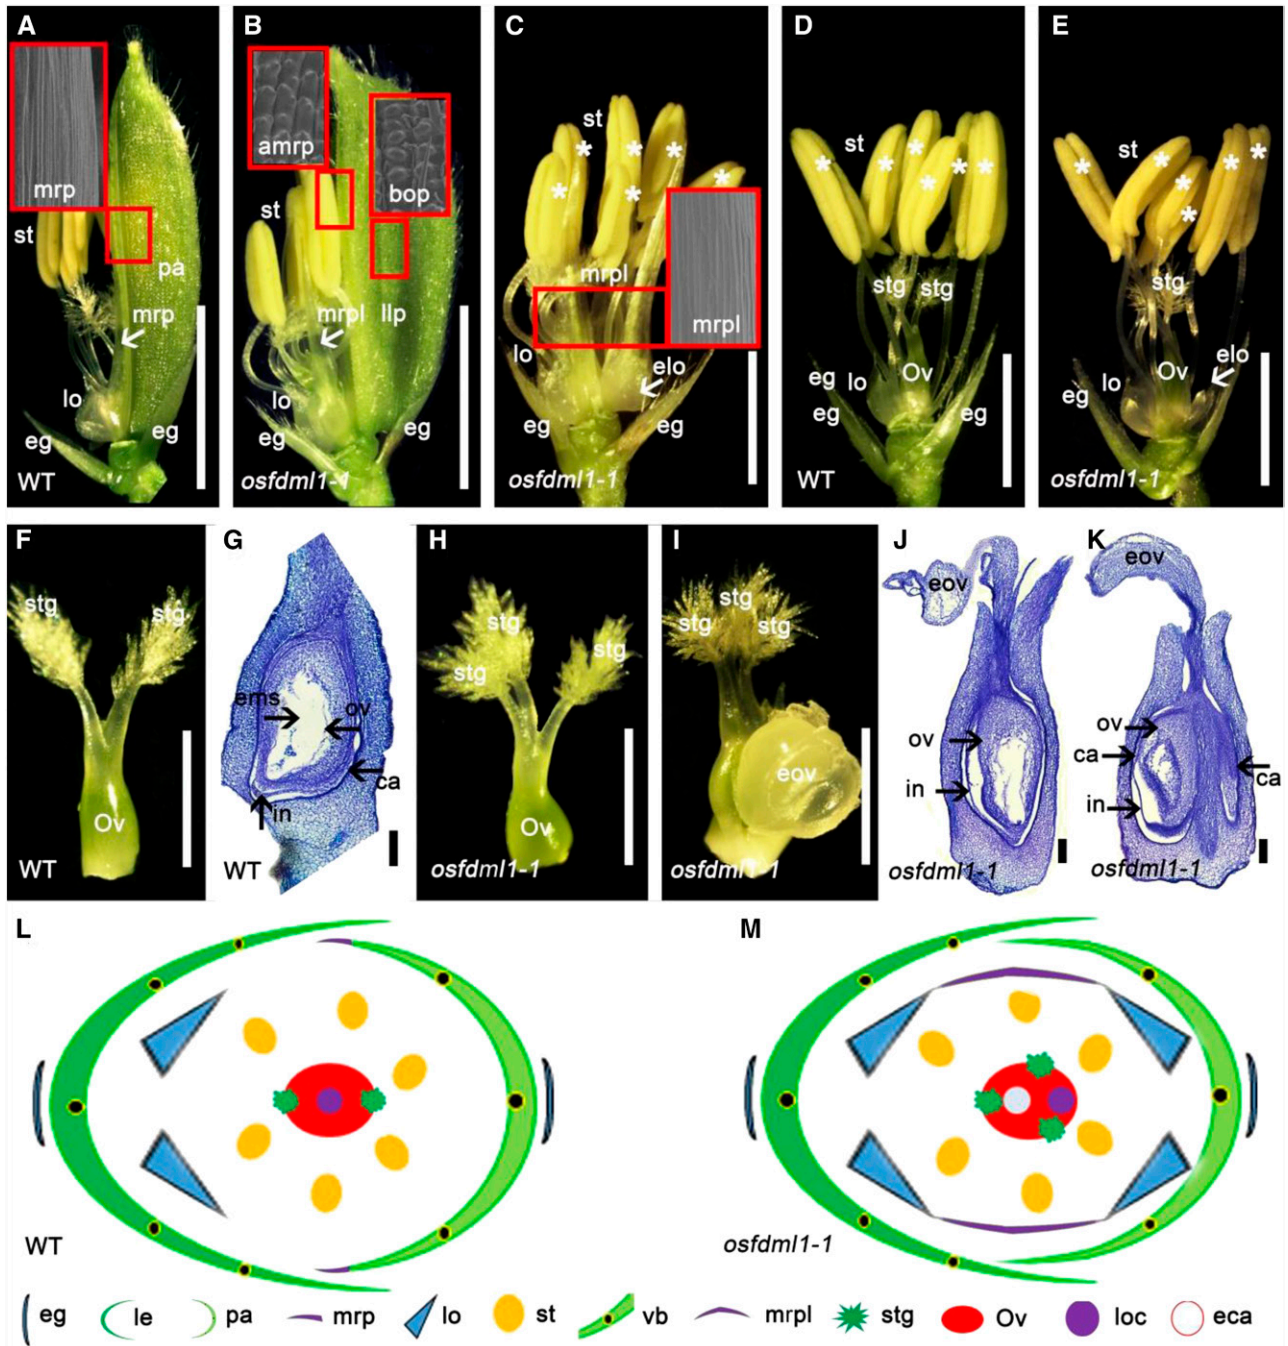 A
mrp
st
pa
mrp
lo
eg
eg
WT
B
amrp
bop
st
mrpl
llp
lo
eg
eg
osfdml1-1
C
st
*
*
*
*
*
*
mrpl
mrpl
lo
elo
eg
eg
osfdml1-1
D
st
*
*
*
*
*
*
stg
stg
Ov
eg
lo
eg
eg
WT
E
st
*
*
*
*
*
*
stg
Ov
lo
elo
eg
osfdml1-1
F
stg
stg
Ov
WT
G
ems
ov
ca
in
WT
H
stg
stg
stg
Ov
osfdml1-1
I
stg
stg
stg
eov
osfdml1-1
J
eov
ov
in
osfdml1-1
K
eov
ov
ca
ca
in
osfdml1-1
L
WT
M
osfdml1-1
eg le pa mrp lo st vb mrpl stg Ov loc eca